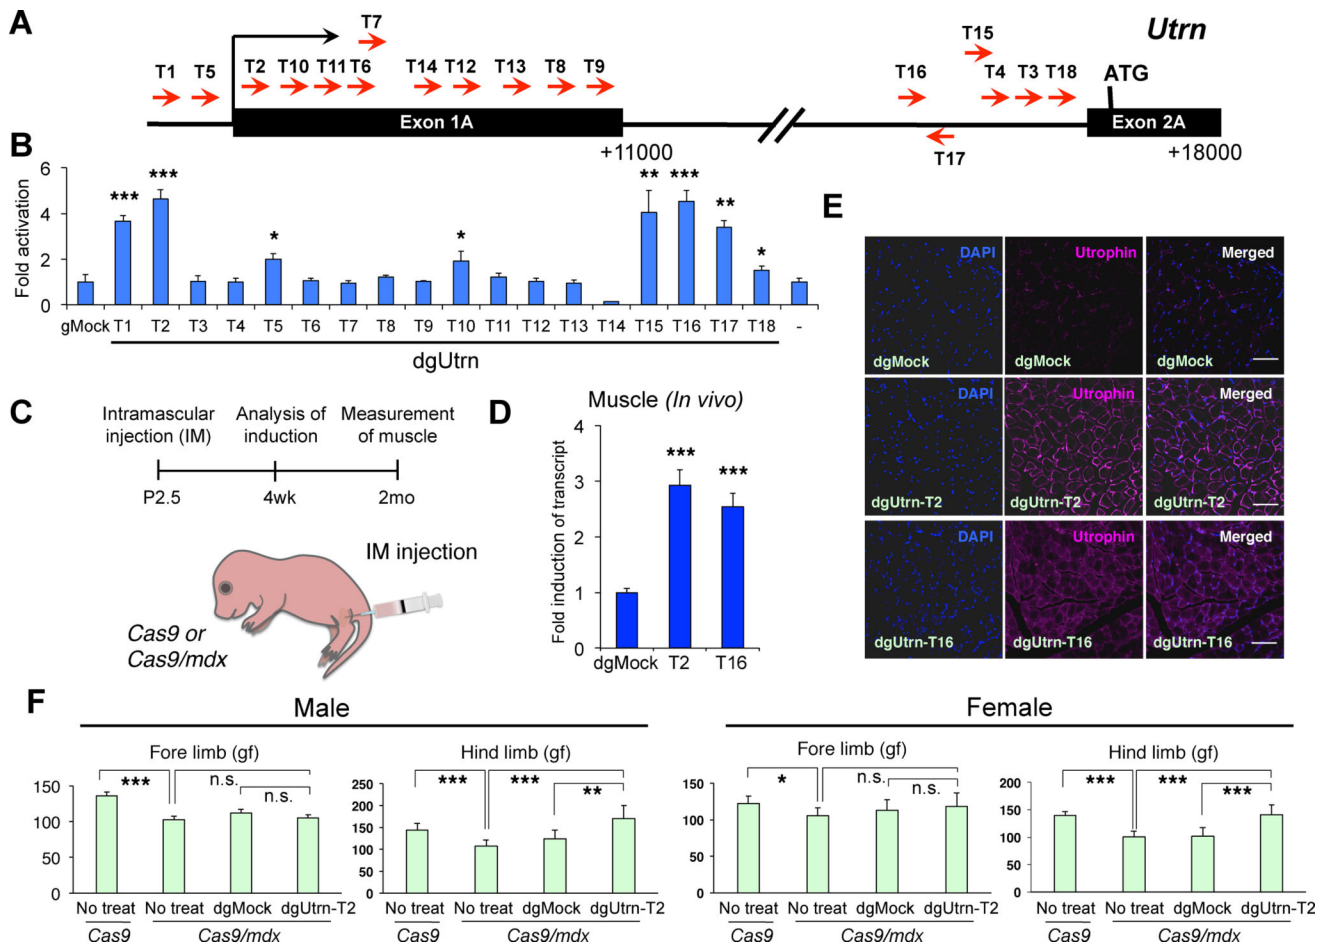 A
T7
T15
Utrn
T1 T5 T2 T10 T11 T6 T14 T12 T13 T8 T9 T16 T4 T3 T18 ATG
Exon 1A
Exon 2A
T17
+11000
+18000
B
Fold activation
6
4
2
0
*** *** * * ** *** ** *
gMock T1 T2 T3 T4 T5 T6 T7 T8 T9 T10 T11 T12 T13 T14 T15 T16 T17 T18 -
dgUtrn
C
Intramascular injection (IM)
Analysis of induction
Measurement of muscle
P2.5 4wk 2mo
IM injection
Cas9 or
Cas9/mdx
D
Muscle (In vivo)
Fold induction of transcript
4
3
2
1
0
*** ***
dgMock T2 T16
E
DAPI Utrophin Merged
dgMock dgMock dgMock
DAPI Utrophin Merged
dgUtrn-T2 dgUtrn-T2 dgUtrn-T2
DAPI Utrophin Merged
dgUtrn-T16 dgUtrn-T16 dgUtrn-T16
F
Male
Fore limb (gf)
*** n.s.
n.s.
150
100
50
0
No treat No treat dgMock dgUtrn-T2
Cas9 Cas9/mdx
Hind limb (gf)
*** ***
**
250
200
150
100
50
0
No treat No treat dgMock dgUtrn-T2
Cas9 Cas9/mdx
Female
Fore limb (gf)
* n.s.
n.s.
150
100
50
0
No treat No treat dgMock dgUtrn-T2
Cas9 Cas9/mdx
Hind limb (gf)
*** ***
***
200
150
100
50
0
No treat No treat dgMock dgUtrn-T2
Cas9 Cas9/mdx